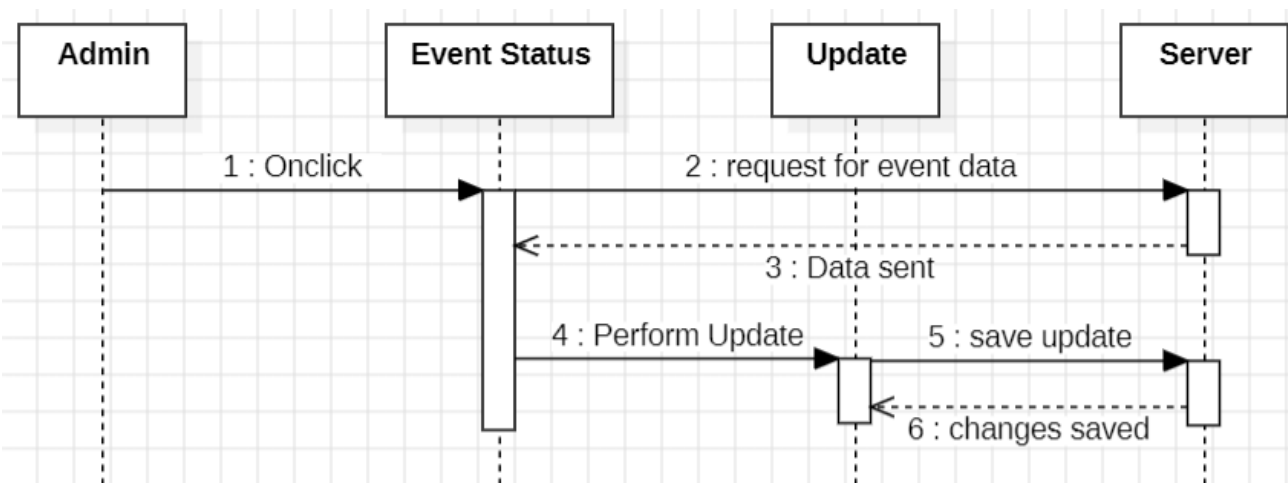 Admin
Event Status
Update
Server
1 : Onclick
2 : request for event data
3 : Data sent
4 : Perform Update
5 : save update
6 : changes saved